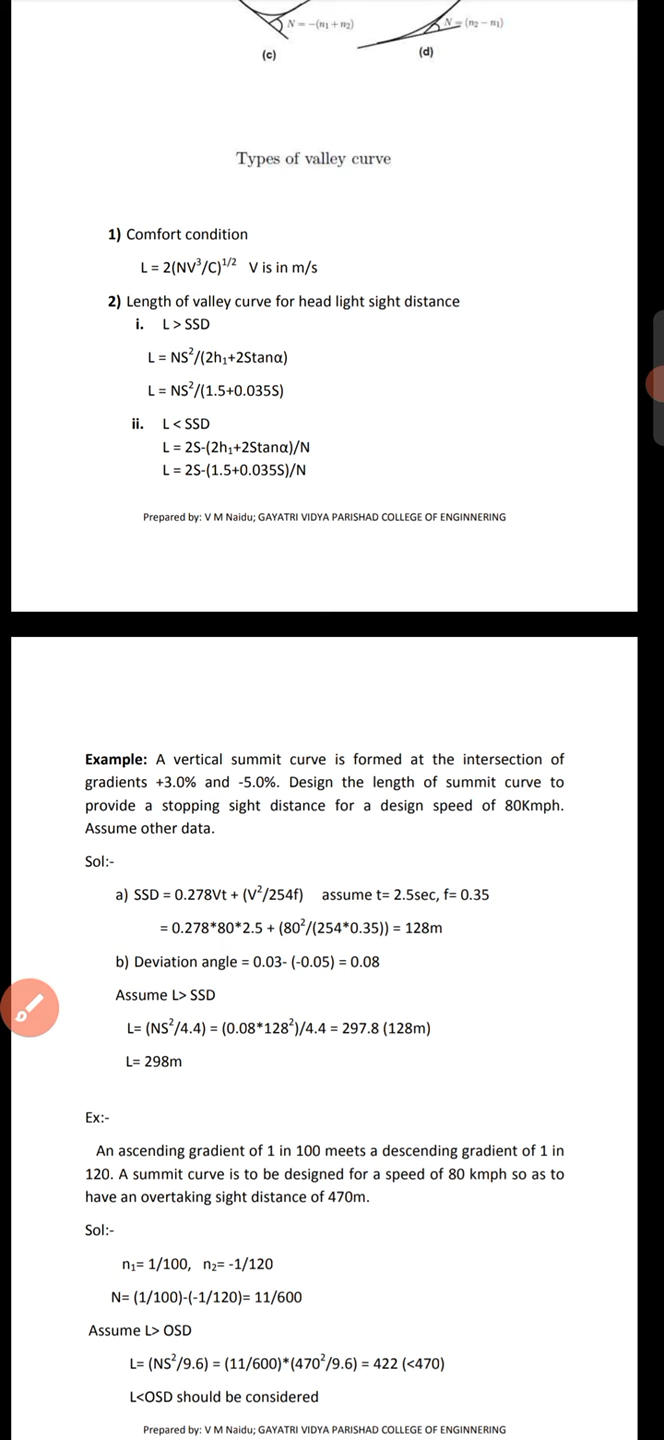 N = −(n₁ + n₂)
N = (n₂ − n₁)
(c)
(d)
Types of valley curve
1) Comfort condition
L = 2(NV³/C)¹/² V is in m/s
2) Length of valley curve for head light sight distance
i. L > SSD
L = NS²/(2h₁+2Stanα)
L = NS²/(1.5+0.035S)
ii. L < SSD
L = 2S-(2h₁+2Stanα)/N
L = 2S-(1.5+0.035S)/N
Prepared by: V M Naidu; GAYATRI VIDYA PARISHAD COLLEGE OF ENGINNERING
Example: A vertical summit curve is formed at the intersection of
gradients +3.0% and -5.0%. Design the length of summit curve to
provide a stopping sight distance for a design speed of 80Kmph.
Assume other data.
Sol:-
a) SSD = 0.278Vt + (V²/254f) assume t= 2.5sec, f= 0.35
= 0.278*80*2.5 + (80²/(254*0.35)) = 128m
b) Deviation angle = 0.03- (-0.05) = 0.08
Assume L> SSD
L= (NS²/4.4) = (0.08*128²)/4.4 = 297.8 (128m)
L= 298m
Ex:-
An ascending gradient of 1 in 100 meets a descending gradient of 1 in
120. A summit curve is to be designed for a speed of 80 kmph so as to
have an overtaking sight distance of 470m.
Sol:-
n₁= 1/100, n₂= -1/120
N= (1/100)-(-1/120)= 11/600
Assume L> OSD
L= (NS²/9.6) = (11/600)*(470²/9.6) = 422 (<470)
L<OSD should be considered
Prepared by: V M Naidu; GAYATRI VIDYA PARISHAD COLLEGE OF ENGINNERING